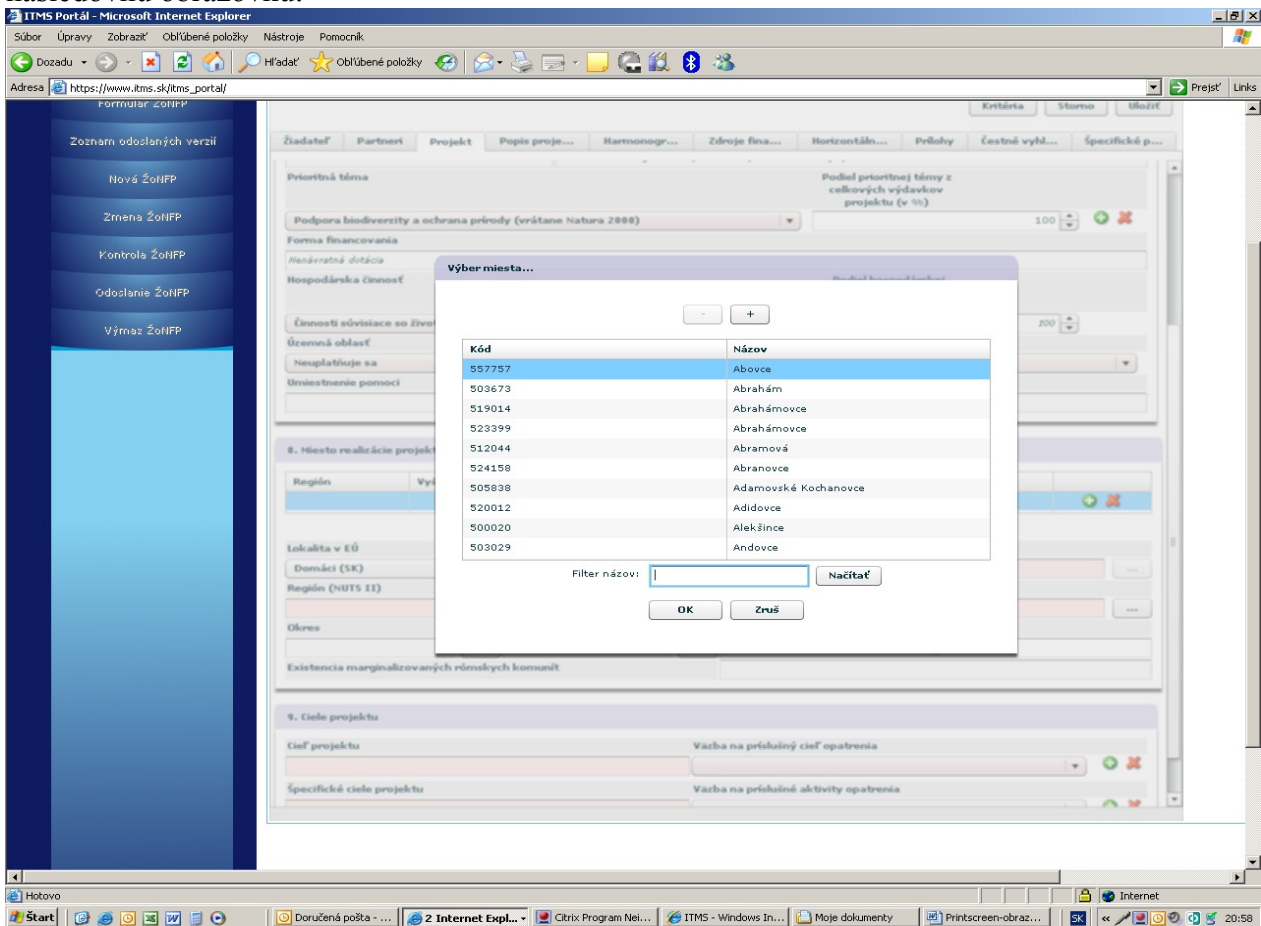 ITMS Portál - Microsoft Internet Explorer
Súbor Úpravy Zobraziť Obľúbené položky Nástroje Pomocník
Dozadu Hľadať Obľúbené položky
Adresa https://www.itms.sk/itms_portal/ Prejsť Links
Formulár ŽoNFP
Zoznam odoslaných verzií
Nová ŽoNFP
Zmena ŽoNFP
Kontrola ŽoNFP
Odoslanie ŽoNFP
Výmaz ŽoNFP
Kritéria Storno Uložiť
Žiadateľ Partneri Projekt Popis proje... Harmonogr... Zdroje fina... Horizontáln... Prílohy Čestné vyhl... Špecifické p...
Prioritná téma Podiel prioritnej témy z
celkových výdavkov
projektu (v %)
Podpora biodiverzity a ochrana prírody (vrátane Natura 2000) 100
Forma financovania
Nenávratná dotácia
Hospodárska činnosť
Činnosti súvisiace so 100
Územná oblasť
Neuplatňuje sa
Umiestnenie pomoci
Výber miesta...
- +
Kód Názov
557757 Abovce
503673 Abrahám
519014 Abrahámovce
523399 Abrahámovce
512044 Abramová
524158 Abranovce
505838 Adamovské Kochanovce
520012 Adidovce
500020 Alekšince
503029 Andovce
Filter názov: Načítať
OK Zruš
8. Miesto realizácie projekt
Región
Lokalita v EÚ
Domáci (SK) ...
Región (NUTS II)
...
Okres
Existencia marginalizovaných rómskych komunít
9. Ciele projektu
Cieľ projektu Väzba na príslušný cieľ opatrenia
Špecifické ciele projektu Väzba na príslušné aktivity opatrenia
Hotovo Internet
Štart Doručená pošta - ... 2 Internet Expl... Citrix Program Nei... ITMS - Windows In... Moje dokumenty Printscreen-obraz... SK 20:58